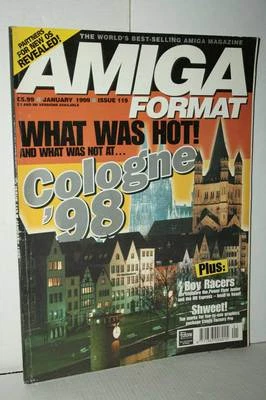 PARTNERS
FOR NEW OS
REVEALED!
THE WORLD'S BEST-SELLING AMIGA MAGAZINE
AMIGA
FORMAT
£5.99 JANUARY 1999 ISSUE 119
WHAT WAS HOT!
AND WHAT WAS NOT AT...
Cologne
'98
Plus:
Boy Racers
Shweet!